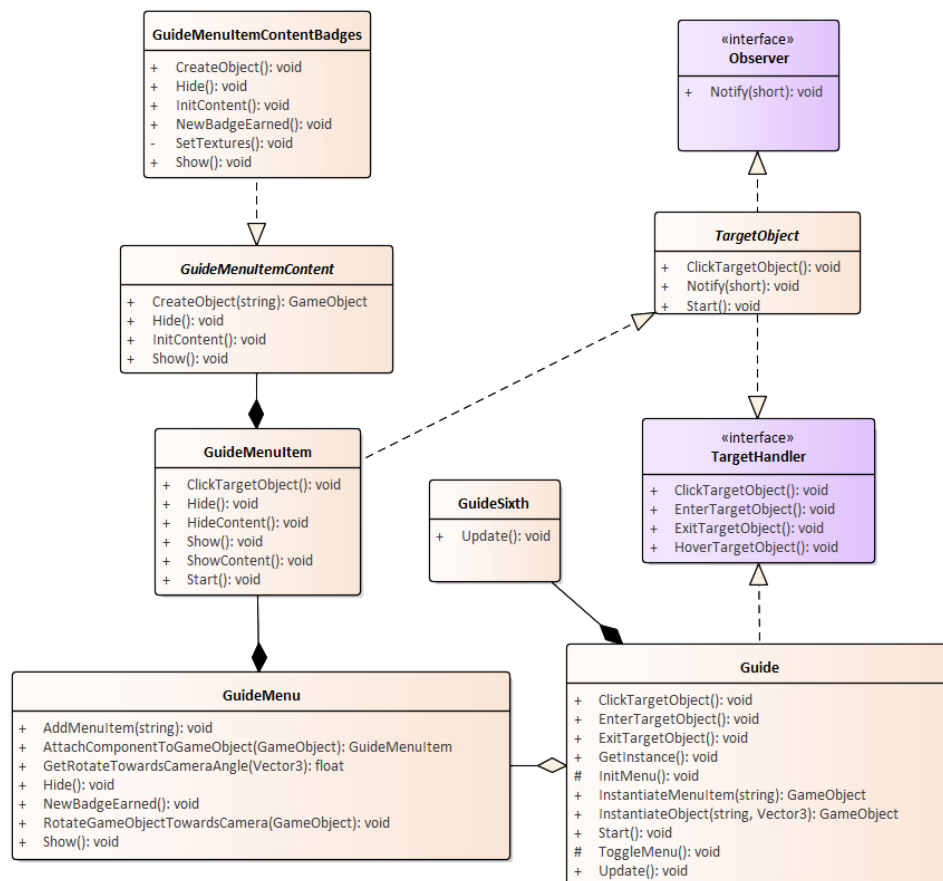 GuideMenuItemContentBadges
+ CreateObject(): void
+ Hide(): void
+ InitContent(): void
+ NewBadgeEarned(): void
- SetTextures(): void
+ Show(): void
«interface»
Observer
+ Notify(short): void
TargetObject
+ ClickTargetObject(): void
+ Notify(short): void
+ Start(): void
GuideMenuItemContent
+ CreateObject(string): GameObject
+ Hide(): void
+ InitContent(): void
+ Show(): void
GuideMenuItem
+ ClickTargetObject(): void
+ Hide(): void
+ HideContent(): void
+ Show(): void
+ ShowContent(): void
+ Start(): void
«interface»
TargetHandler
+ ClickTargetObject(): void
+ EnterTargetObject(): void
+ ExitTargetObject(): void
+ HoverTargetObject(): void
GuideSixth
+ Update(): void
GuideMenu
+ AddMenuItem(string): void
+ AttachComponentToGameObject(GameObject): GuideMenuItem
+ GetRotateTowardsCameraAngle(Vector3): float
+ Hide(): void
+ NewBadgeEarned(): void
+ RotateGameObjectTowardsCamera(GameObject): void
+ Show(): void
Guide
+ ClickTargetObject(): void
+ EnterTargetObject(): void
+ ExitTargetObject(): void
+ GetInstance(): void
# InitMenu(): void
+ InstantiateMenuItem(string): GameObject
+ InstantiateObject(string, Vector3): GameObject
+ Start(): void
# ToggleMenu(): void
+ Update(): void